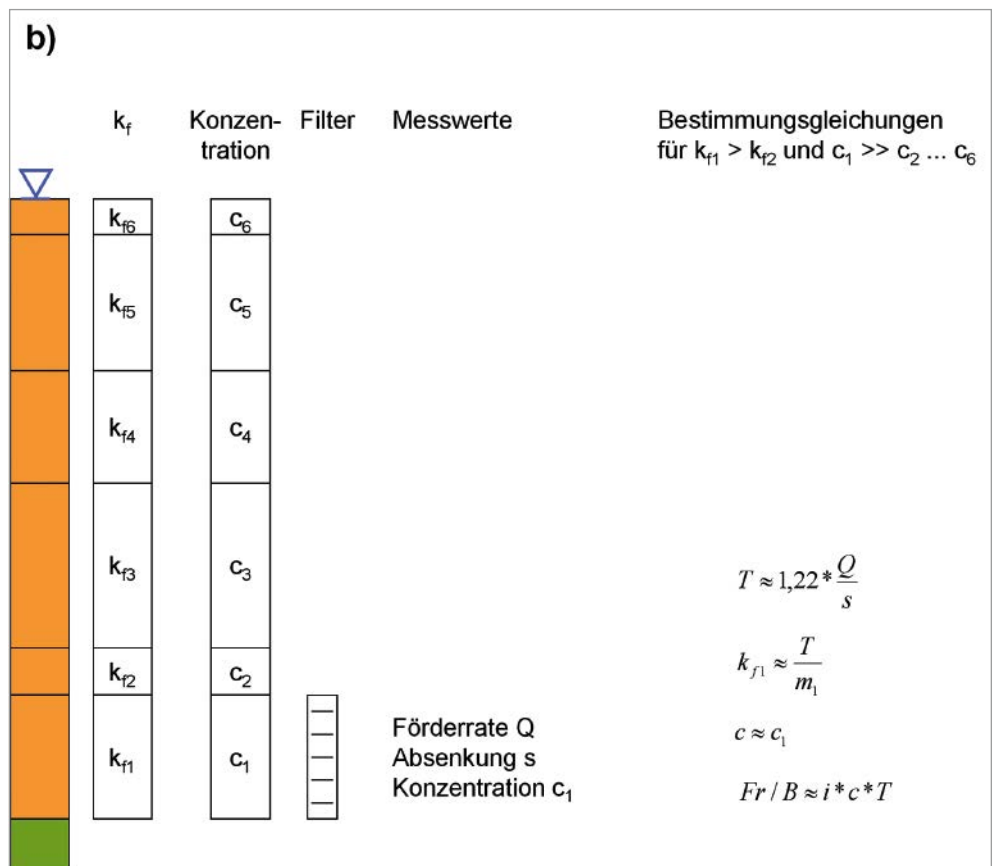 b)
k_f Konzen- Filter Messwerte Bestimmungsgleichungen
tration für k_f1 > k_f2 und c_1 >> c_2 ... c_6
k_f6 c_6
k_f5 c_5
k_f4 c_4
k_f3 c_3
T ≈ 1,22 * Q/s
k_f2 c_2
k_f1 ≈ T/m_1
k_f1 c_1
Förderrate Q
Absenkung s
Konzentration c_1
c ≈ c_1
Fr / B ≈ i * c * T